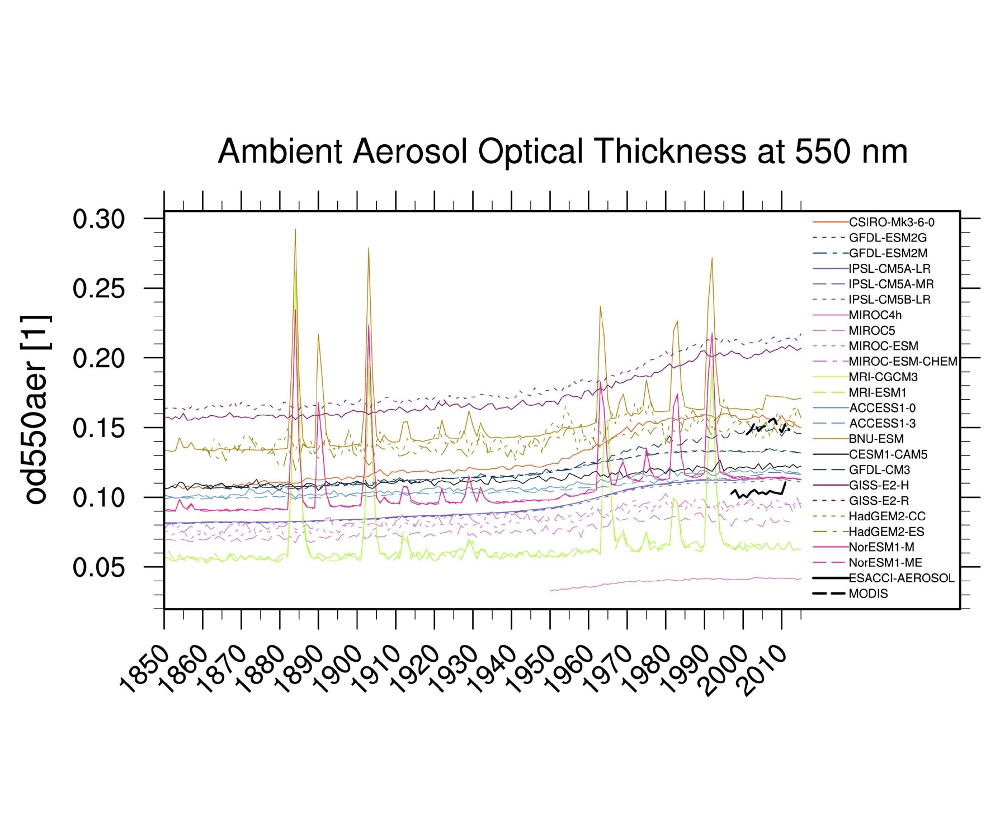 Ambient Aerosol Optical Thickness at 550 nm
od550aer [1]
0.30
0.25
0.20
0.15
0.10
0.05
1850
1860
1870
1880
1890
1900
1910
1920
1930
1940
1950
1960
1970
1980
1990
2000
2010
CSIRO-Mk3-6-0
GFDL-ESM2G
GFDL-ESM2M
IPSL-CM5A-LR
IPSL-CM5A-MR
IPSL-CM5B-LR
MIROC4h
MIROC5
MIROC-ESM
MIROC-ESM-CHEM
MRI-CGCM3
MRI-ESM1
ACCESS1-0
ACCESS1-3
BNU-ESM
CESM1-CAM5
GFDL-CM3
GISS-E2-H
GISS-E2-R
HadGEM2-CC
HadGEM2-ES
NorESM1-M
NorESM1-ME
ESACCI-AEROSOL
MODIS